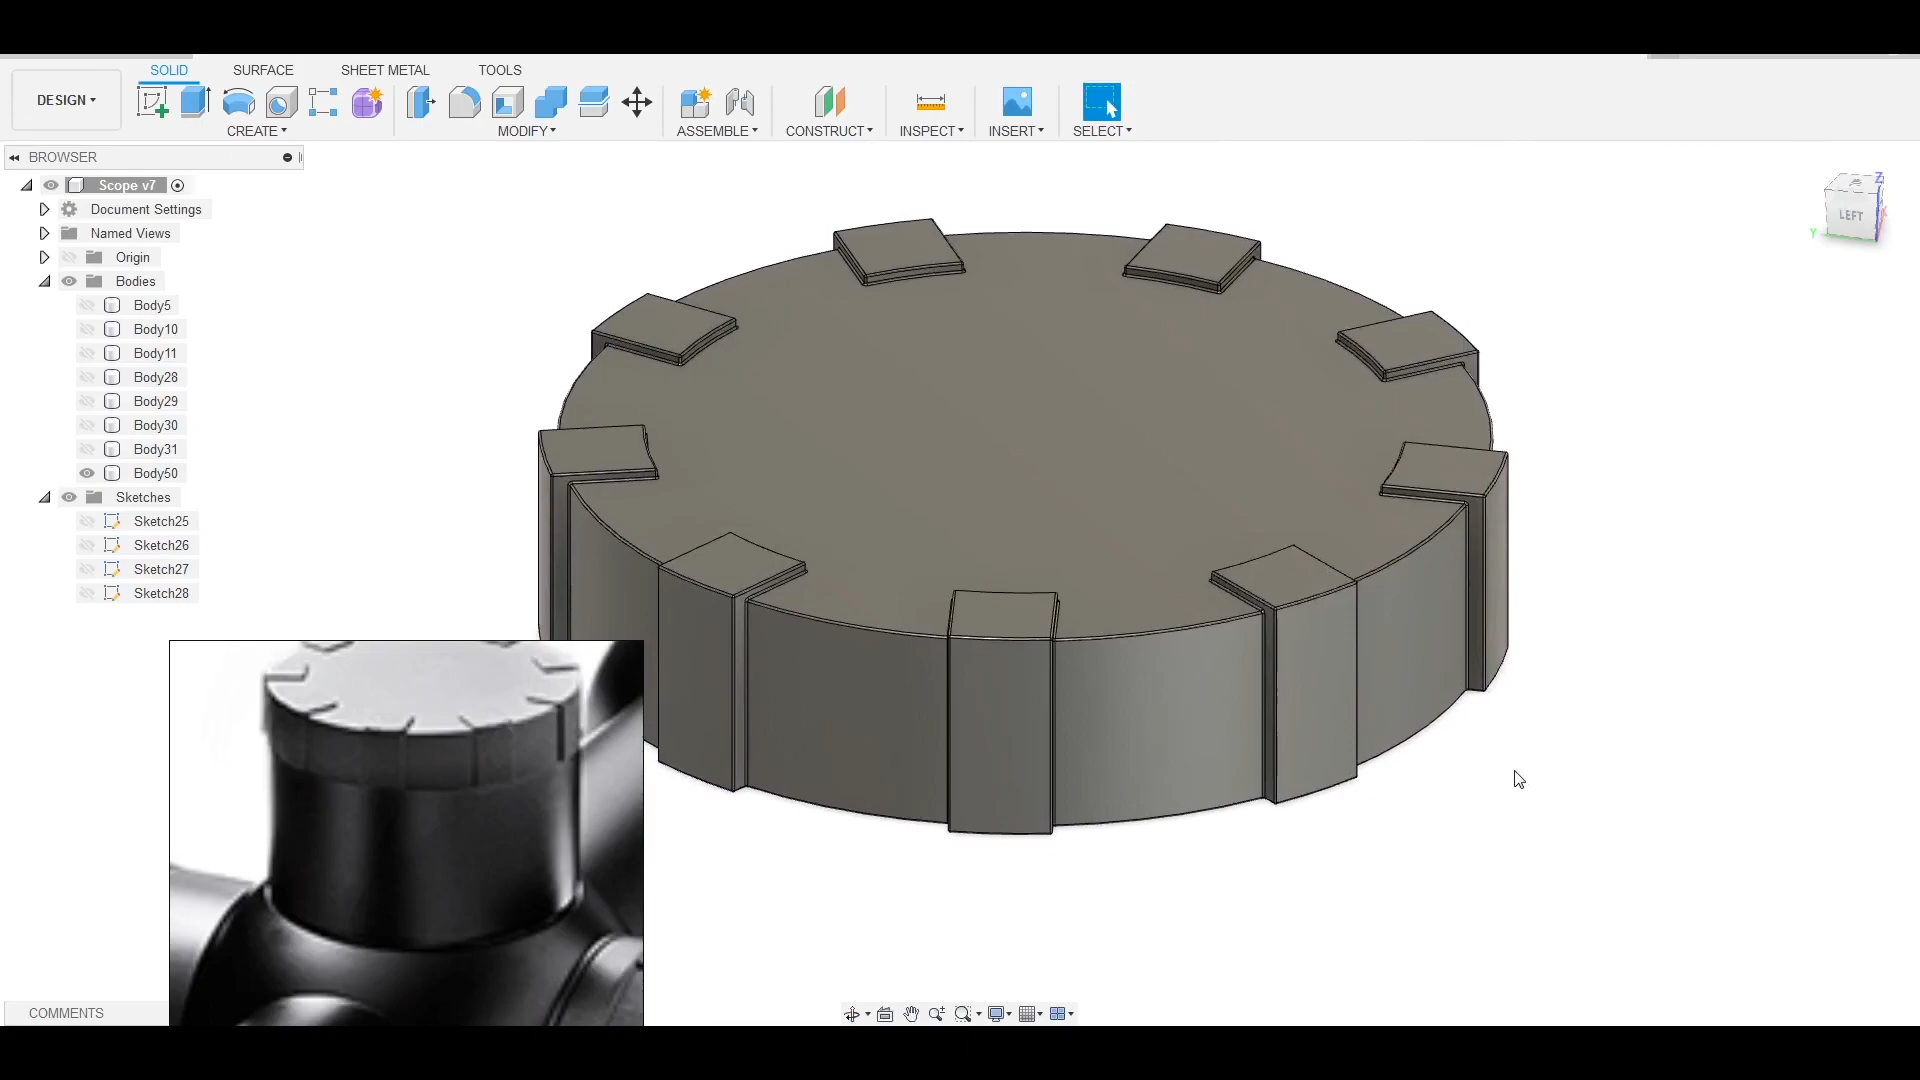 SOLID SURFACE SHEET METAL TOOLS
DESIGN
CREATE MODIFY ASSEMBLE CONSTRUCT INSPECT INSERT SELECT
BROWSER
Scope v7
Document Settings
Named Views
Origin
Bodies
Body5
Body10
Body11
Body28
Body29
Body30
Body31
Body50
Sketches
Sketch25
Sketch26
Sketch27
Sketch28
Z
LEFT
Y
COMMENTS